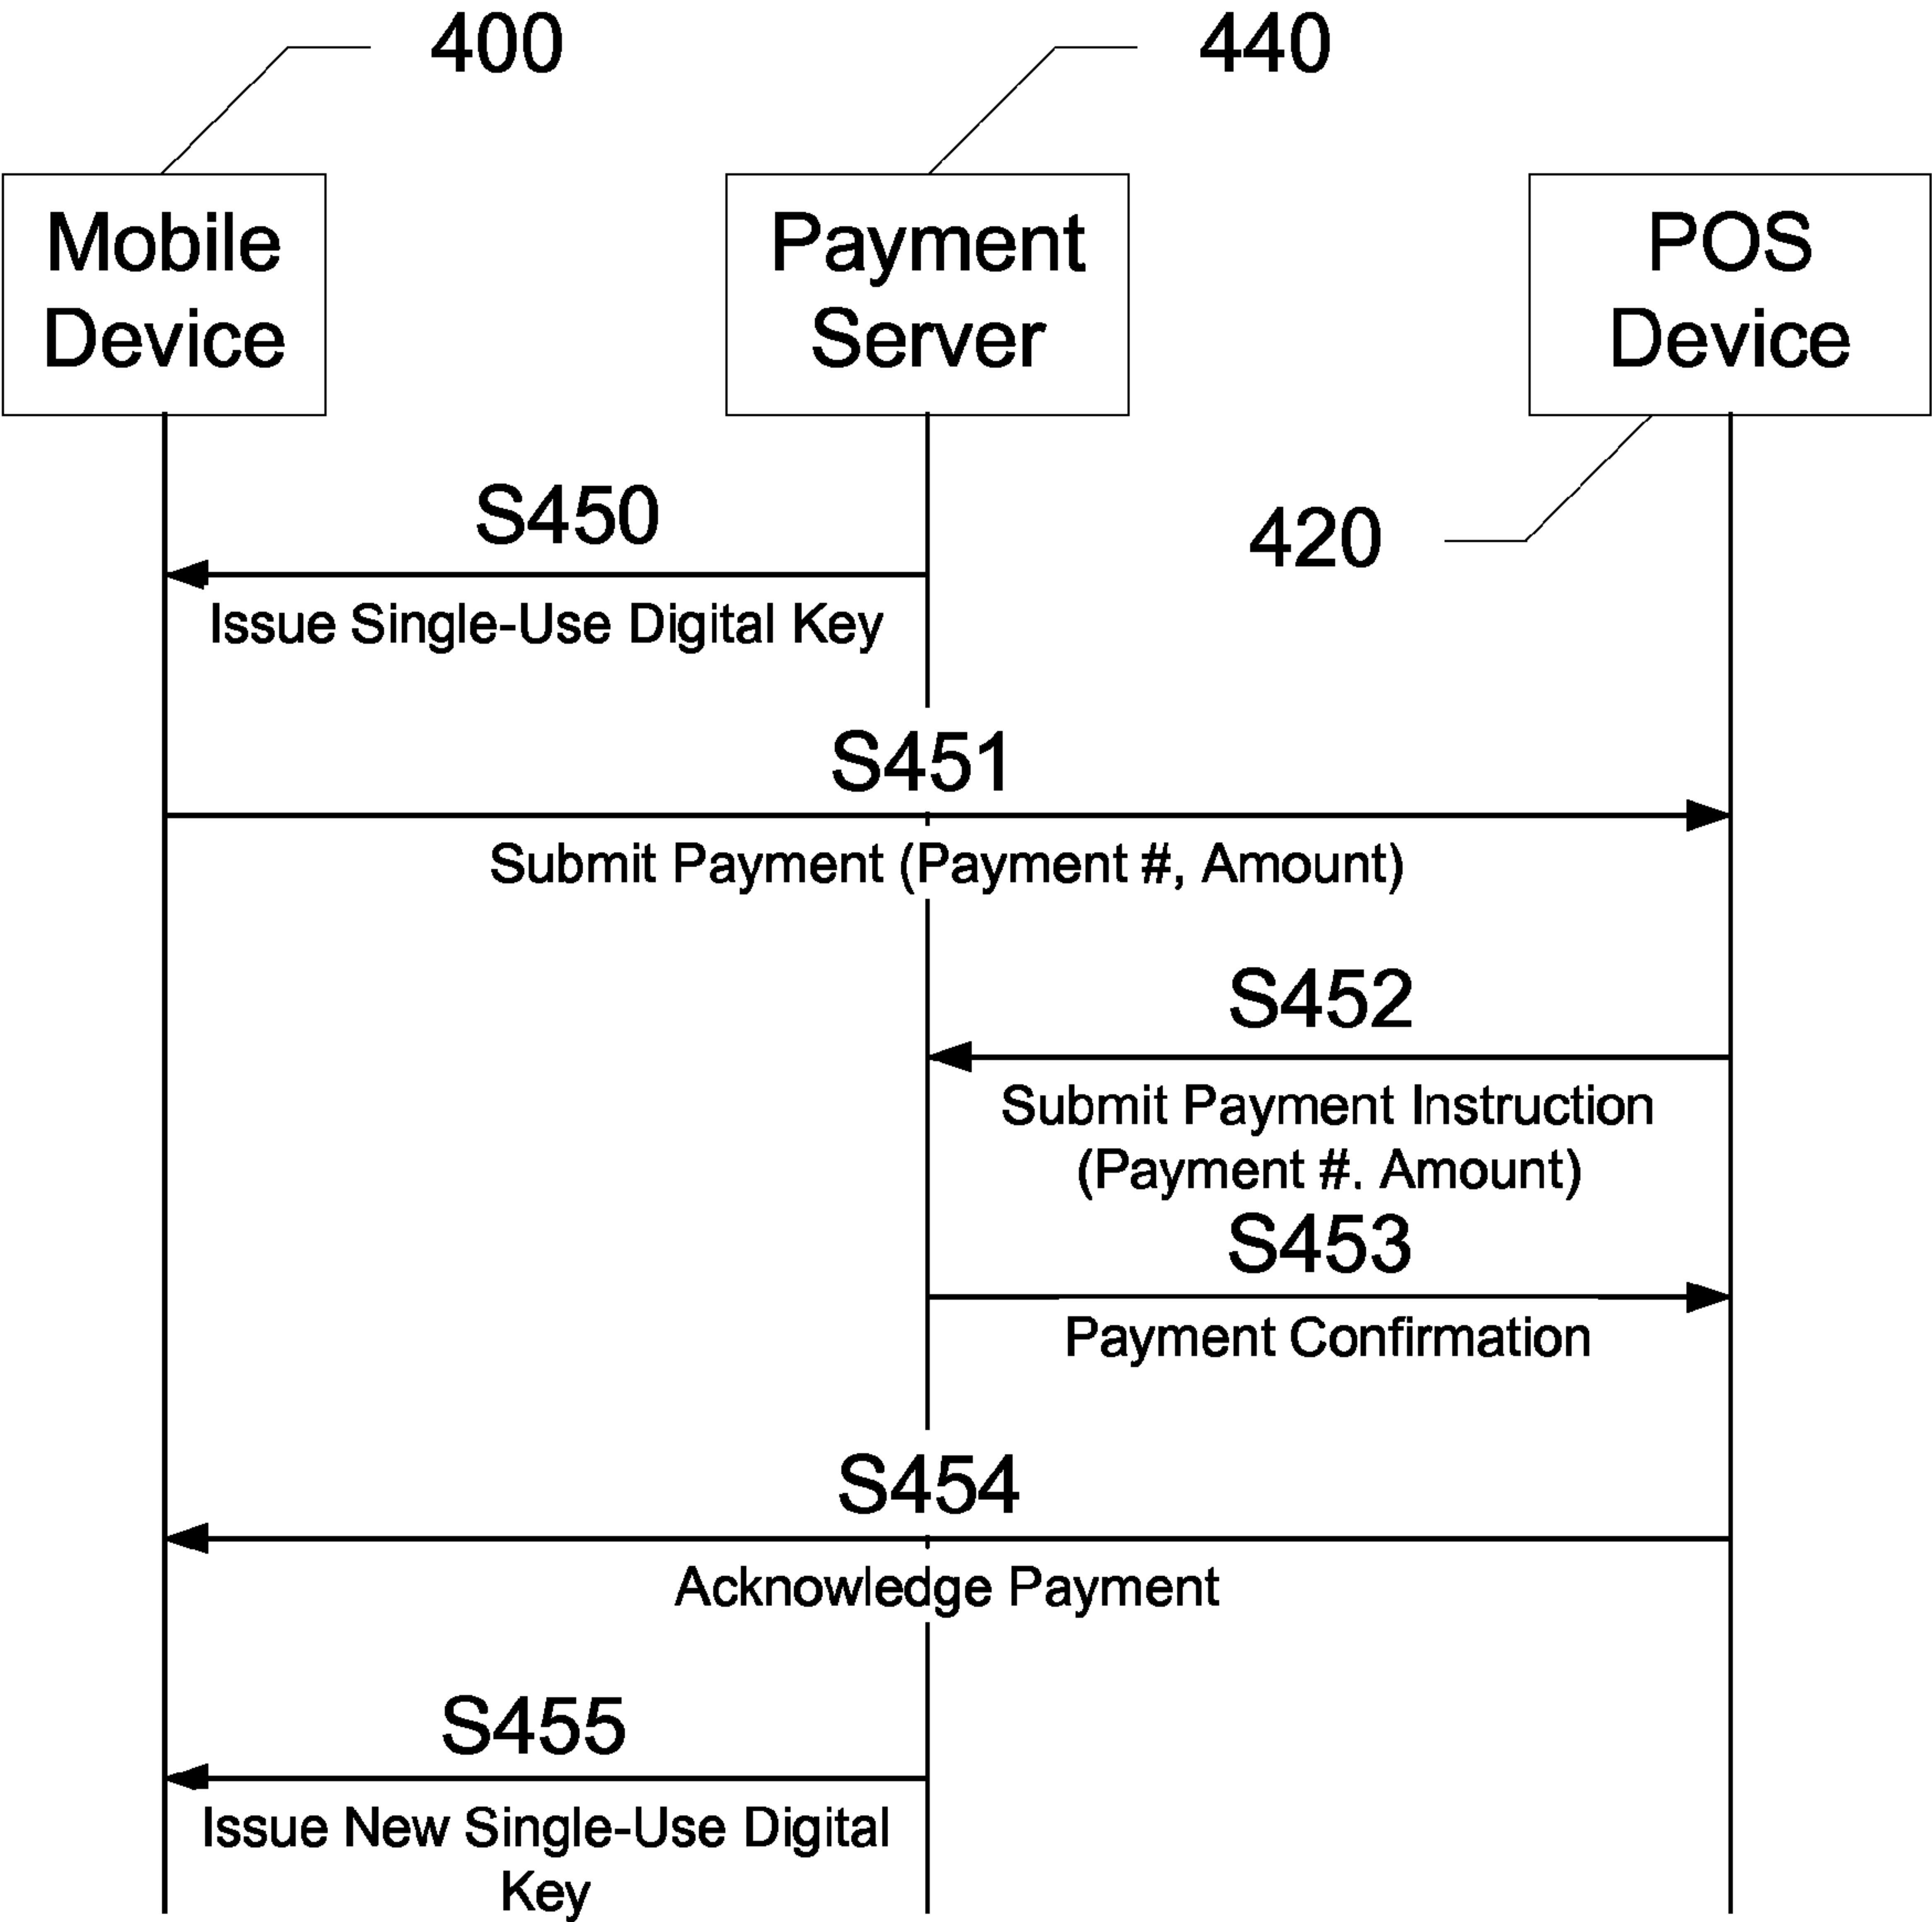 400
440
Mobile
Device
Payment
Server
POS
Device
S450
420
Issue Single-Use Digital Key
S451
Submit Payment (Payment #, Amount)
S452
Submit Payment Instruction
(Payment #. Amount)
S453
Payment Confirmation
S454
Acknowledge Payment
S455
Issue New Single-Use Digital
Key